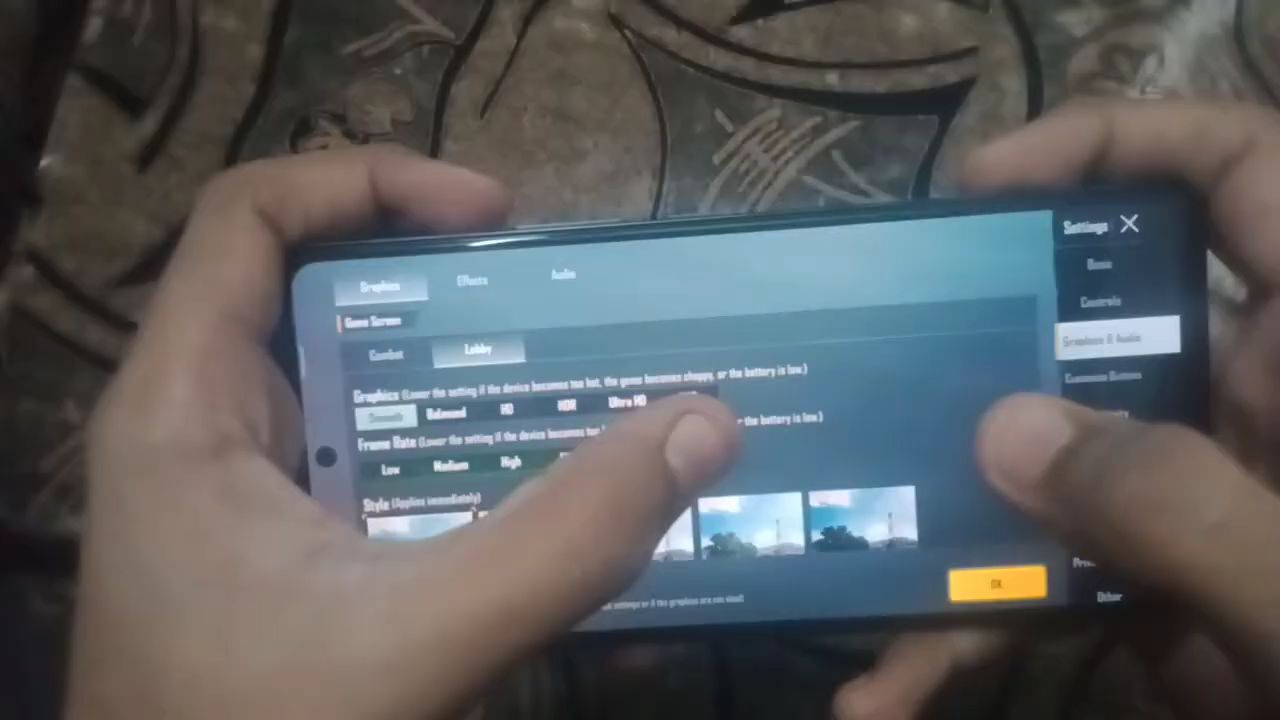 Settings
Graphics Effects Audio
Basic
Game Screen
Controls
Combat Lobby
Graphics & Audio
Graphics (Lower the setting if the device becomes too hot, the game becomes choppy, or the battery is low.)
Smooth Balanced HD HDR Ultra HD
Frame Rate (Lower the setting if the device becomes too the battery is low.)
Low Medium High
Style (Applies immediately)
OK
Other